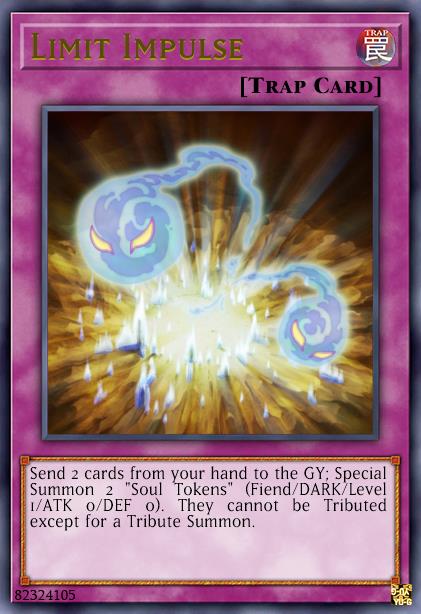 Limit Impulse
TRAP
罠
[Trap Card]
Send 2 cards from your hand to the GY; Special
Summon 2 "Soul Tokens" (Fiend/DARK/Level
1/ATK 0/DEF 0). They cannot be Tributed
except for a Tribute Summon.
82324105